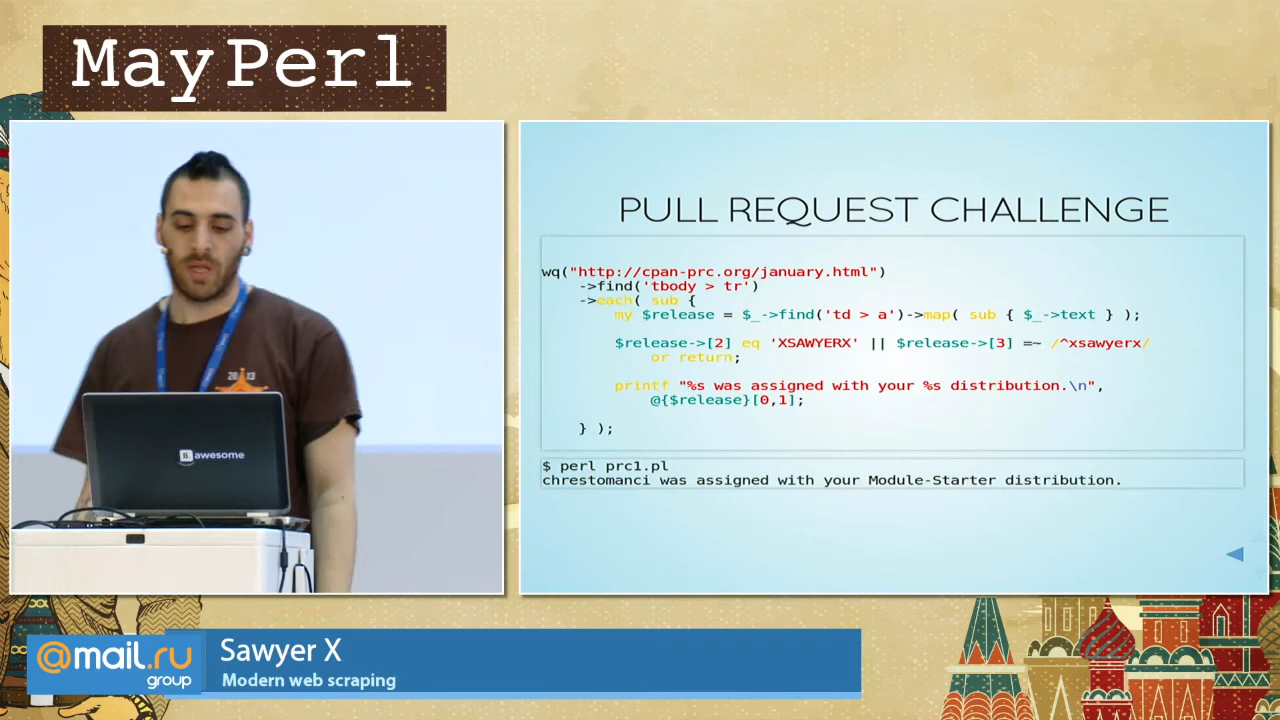 May Perl
PULL REQUEST CHALLENGE
wq("http://cpan-prc.org/january.html")
    ->find('tbody > tr')
    ->each( sub {
        my $release = $_->find('td > a')->map( sub { $_->text } );
        $release->[2] eq 'XSAWYERX' || $release->[3] =~ /^xsawyerx/
            or return;
        printf "%s was assigned with your %s distribution.\n",
            @{$release}[0,1];
    } );
$ perl prc1.pl
chrestomanci was assigned with your Module-Starter distribution.
2013
B. awesome
@mail.ru
group
Sawyer X
Modern web scraping